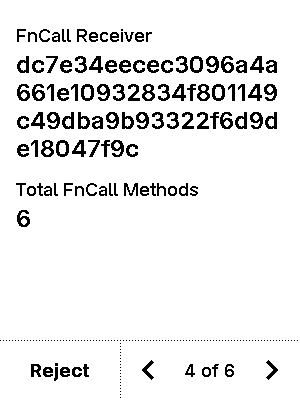 FnCall Receiver
dc7e34eecec3096a4a
661e10932834f801149
c49dba9b93322f6d9d
e18047f9c
Total FnCall Methods
6
Reject
4 of 6